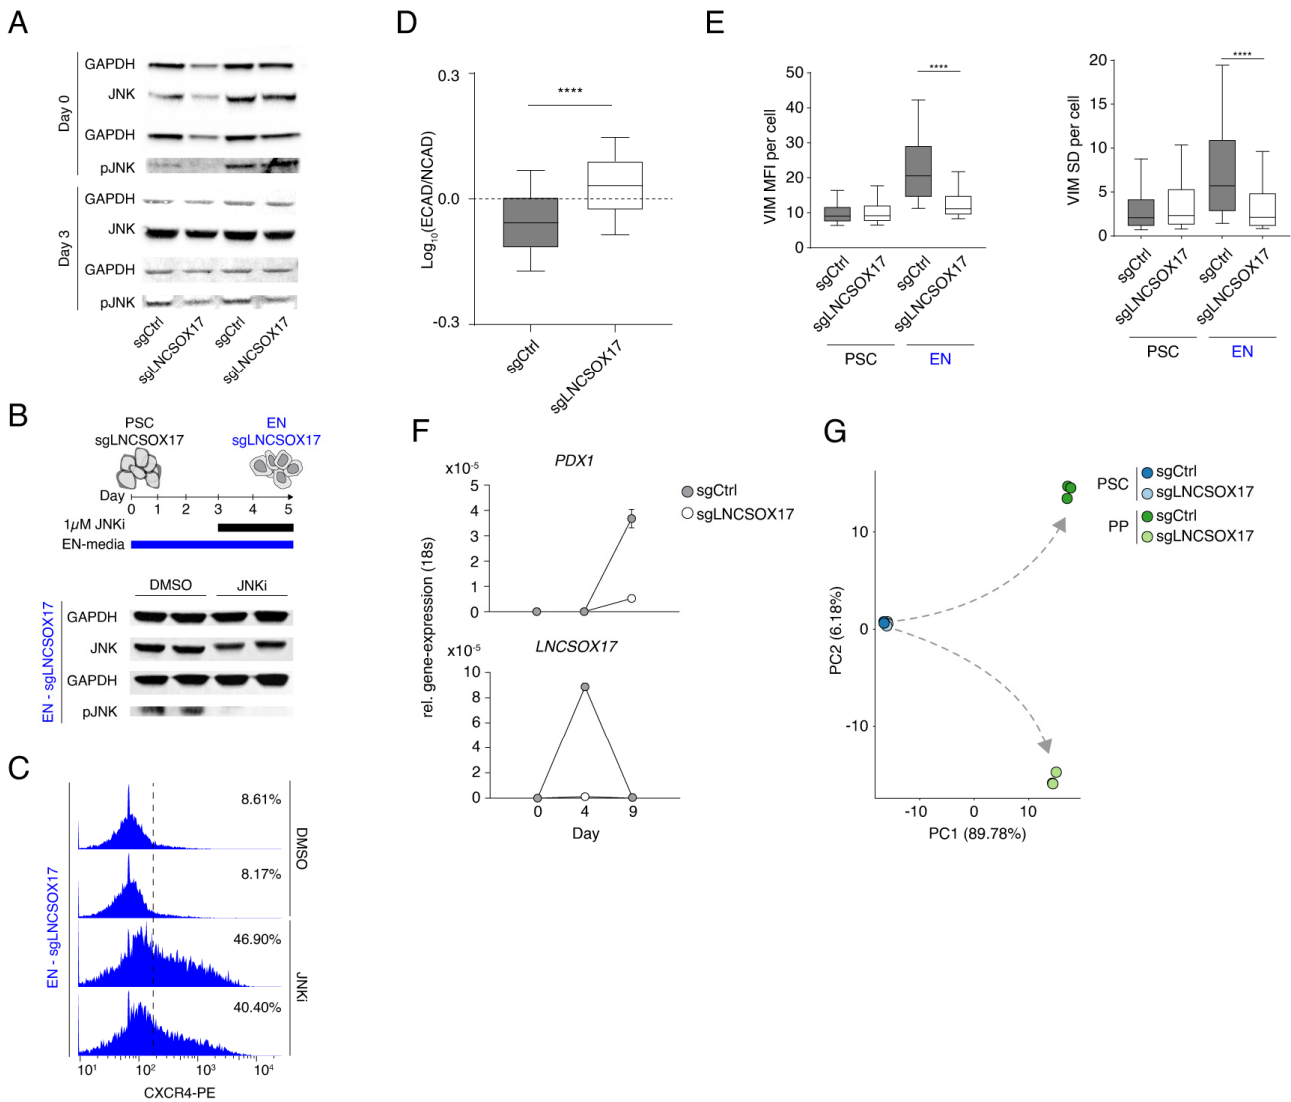 A
Day 0
GAPDH
JNK
GAPDH
pJNK
Day 3
GAPDH
JNK
GAPDH
pJNK
sgCtrl
sgLNCSOX17
sgCtrl
sgLNCSOX17
B
PSC
sgLNCSOX17
EN
sgLNCSOX17
Day
0 1 2 3 4 5
1µM JNKi
EN-media
DMSO JNKi
EN - sgLNCSOX17
GAPDH
JNK
GAPDH
pJNK
C
EN - sgLNCSOX17
8.61%
8.17%
DMSO
46.90%
40.40%
JNKi
10¹ 10² 10³ 10⁴
CXCR4-PE
D
Log₁₀(ECAD/NCAD)
0.3
0.0
-0.3
****
sgCtrl
sgLNCSOX17
E
VIM MFI per cell
50
40
30
20
10
0
****
sgCtrl
sgLNCSOX17
sgCtrl
sgLNCSOX17
PSC EN
VIM SD per cell
20
15
10
5
0
****
sgCtrl
sgLNCSOX17
sgCtrl
sgLNCSOX17
PSC EN
F
rel. gene-expression (18s)
x10⁻⁵
PDX1
5
4
3
2
1
0
sgCtrl
sgLNCSOX17
x10⁻⁵
LNCSOX17
10
8
6
4
2
0
0 4 9
Day
G
PSC
sgCtrl
sgLNCSOX17
PP
sgCtrl
sgLNCSOX17
PC2 (6.18%)
10
0
-10
-10 0 10
PC1 (89.78%)